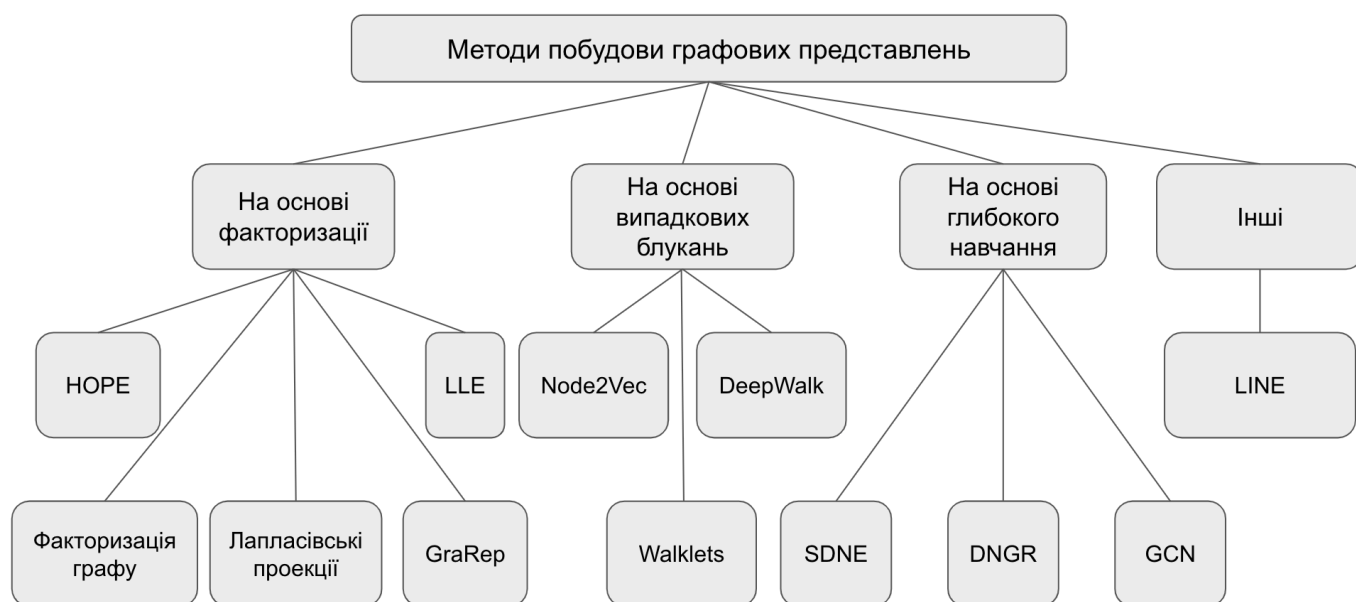 Методи побудови графових представлень
На основі
факторизації
На основі
випадкових
блукань
На основі
глибокого
навчання
Інші
HOPE
LLE
Node2Vec
DeepWalk
LINE
Факторизація
графу
Лапласівські
проекції
GraRep
Walklets
SDNE
DNGR
GCN